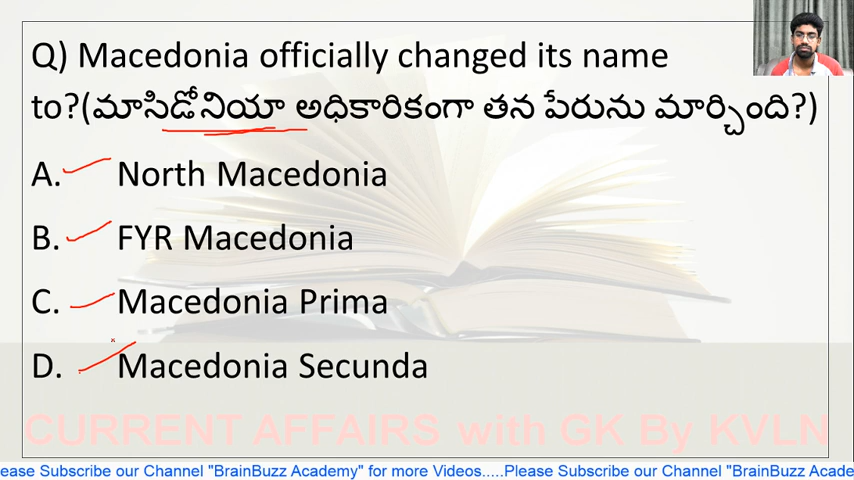 Q) Macedonia officially changed its name
to?(మాసిడోనియా అధికారికంగా తన పేరును మార్చింది?)
A. North Macedonia
B. FYR Macedonia
C. Macedonia Prima
D. Macedonia Secunda
CURRENT AFFAIRS with GK By KVLN
ease Subscribe our Channel "BrainBuzz Academy" for more Videos.....Please Subscribe our Channel "BrainBuzz Acade